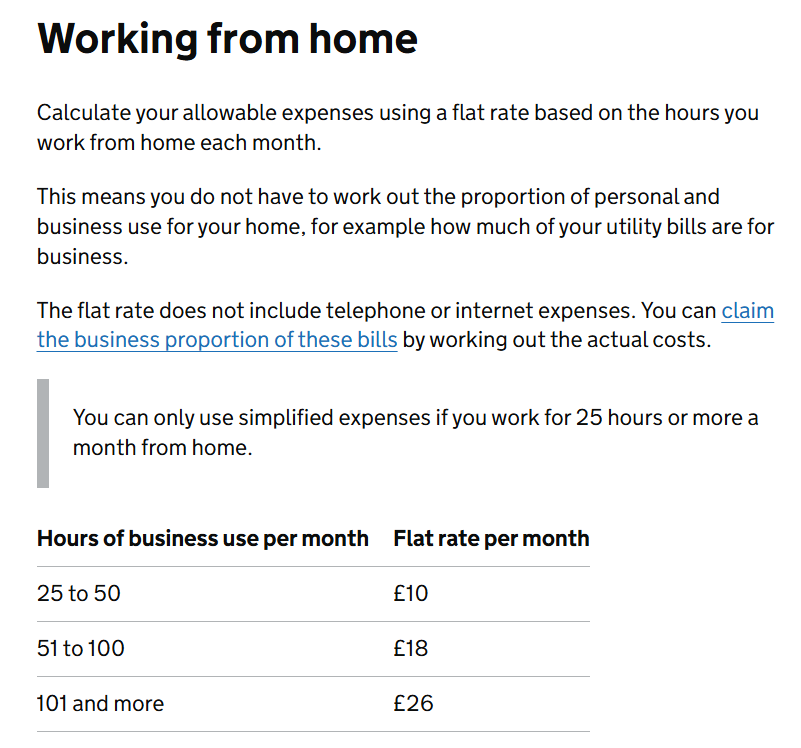 Working from home
Calculate your allowable expenses using a flat rate based on the hours you
work from home each month.
This means you do not have to work out the proportion of personal and
business use for your home, for example how much of your utility bills are for
business.
The flat rate does not include telephone or internet expenses. You can claim
the business proportion of these bills by working out the actual costs.
You can only use simplified expenses if you work for 25 hours or more a
month from home.
Hours of business use per month Flat rate per month
25 to 50 £10
51 to 100 £18
101 and more £26